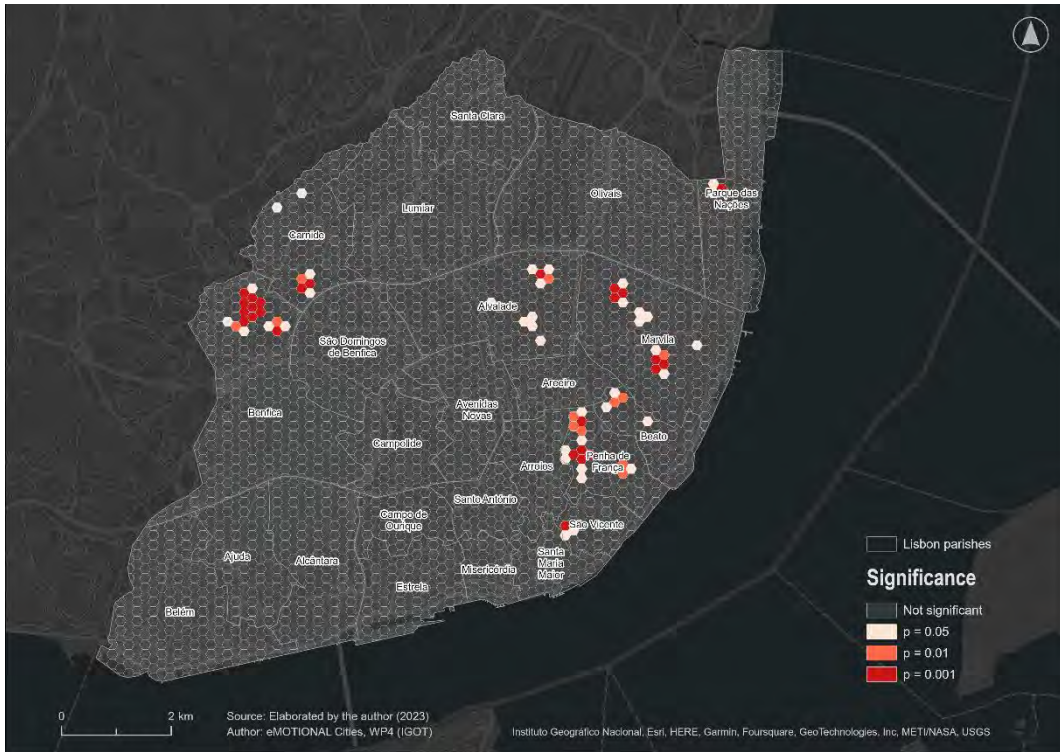 Santa Clara
Olivais
Parque das
Nações
Lumiar
Carnide
Alvalade
São Domingos
de Benfica
Marvila
Areeiro
Avenidas
Novas
Benfica
Campolide
Beato
Penha de
França
Arroios
Santo António
Campo de
Ourique
São Vicente
Ajuda
Alcântara
Santa
Maria
Maior
Misericórdia
Estrela
Belém
Lisbon parishes
Significance
Not significant
p = 0.05
p = 0.01
p = 0.001
0 2 km
Source: Elaborated by the author (2023)
Author: eMOTIONAL Cities, WP4 (IGOT)
Instituto Geográfico Nacional, Esri, HERE, Garmin, Foursquare, GeoTechnologies, Inc, METI/NASA, USGS